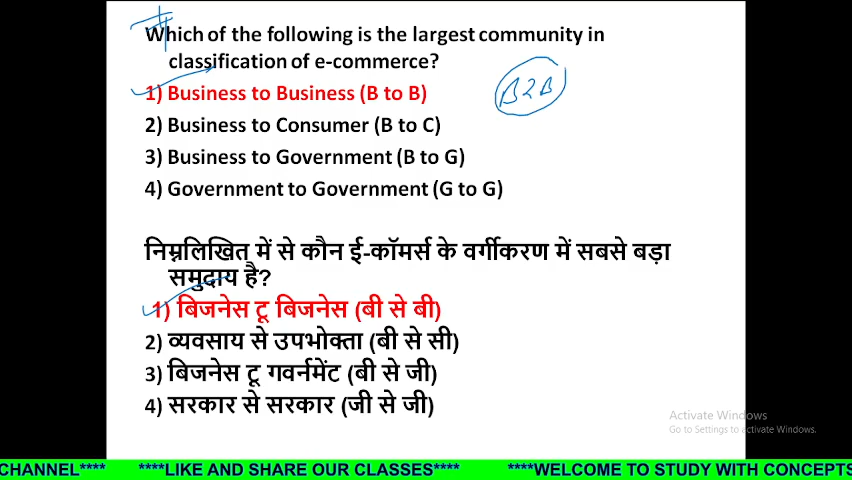 Which of the following is the largest community in
classification of e-commerce?
1) Business to Business (B to B)
B2B
2) Business to Consumer (B to C)
3) Business to Government (B to G)
4) Government to Government (G to G)
निम्नलिखित में से कौन ई-कॉमर्स के वर्गीकरण में सबसे बड़ा
समुदाय है?
1) बिजनेस टू बिजनेस (बी से बी)
2) व्यवसाय से उपभोक्ता (बी से सी)
3) बिजनेस टू गवर्नमेंट (बी से जी)
4) सरकार से सरकार (जी से जी)
Activate Windows
Go to Settings to activate Windows.
CHANNEL**** ****LIKE AND SHARE OUR CLASSES**** ****WELCOME TO STUDY WITH CONCEPTS